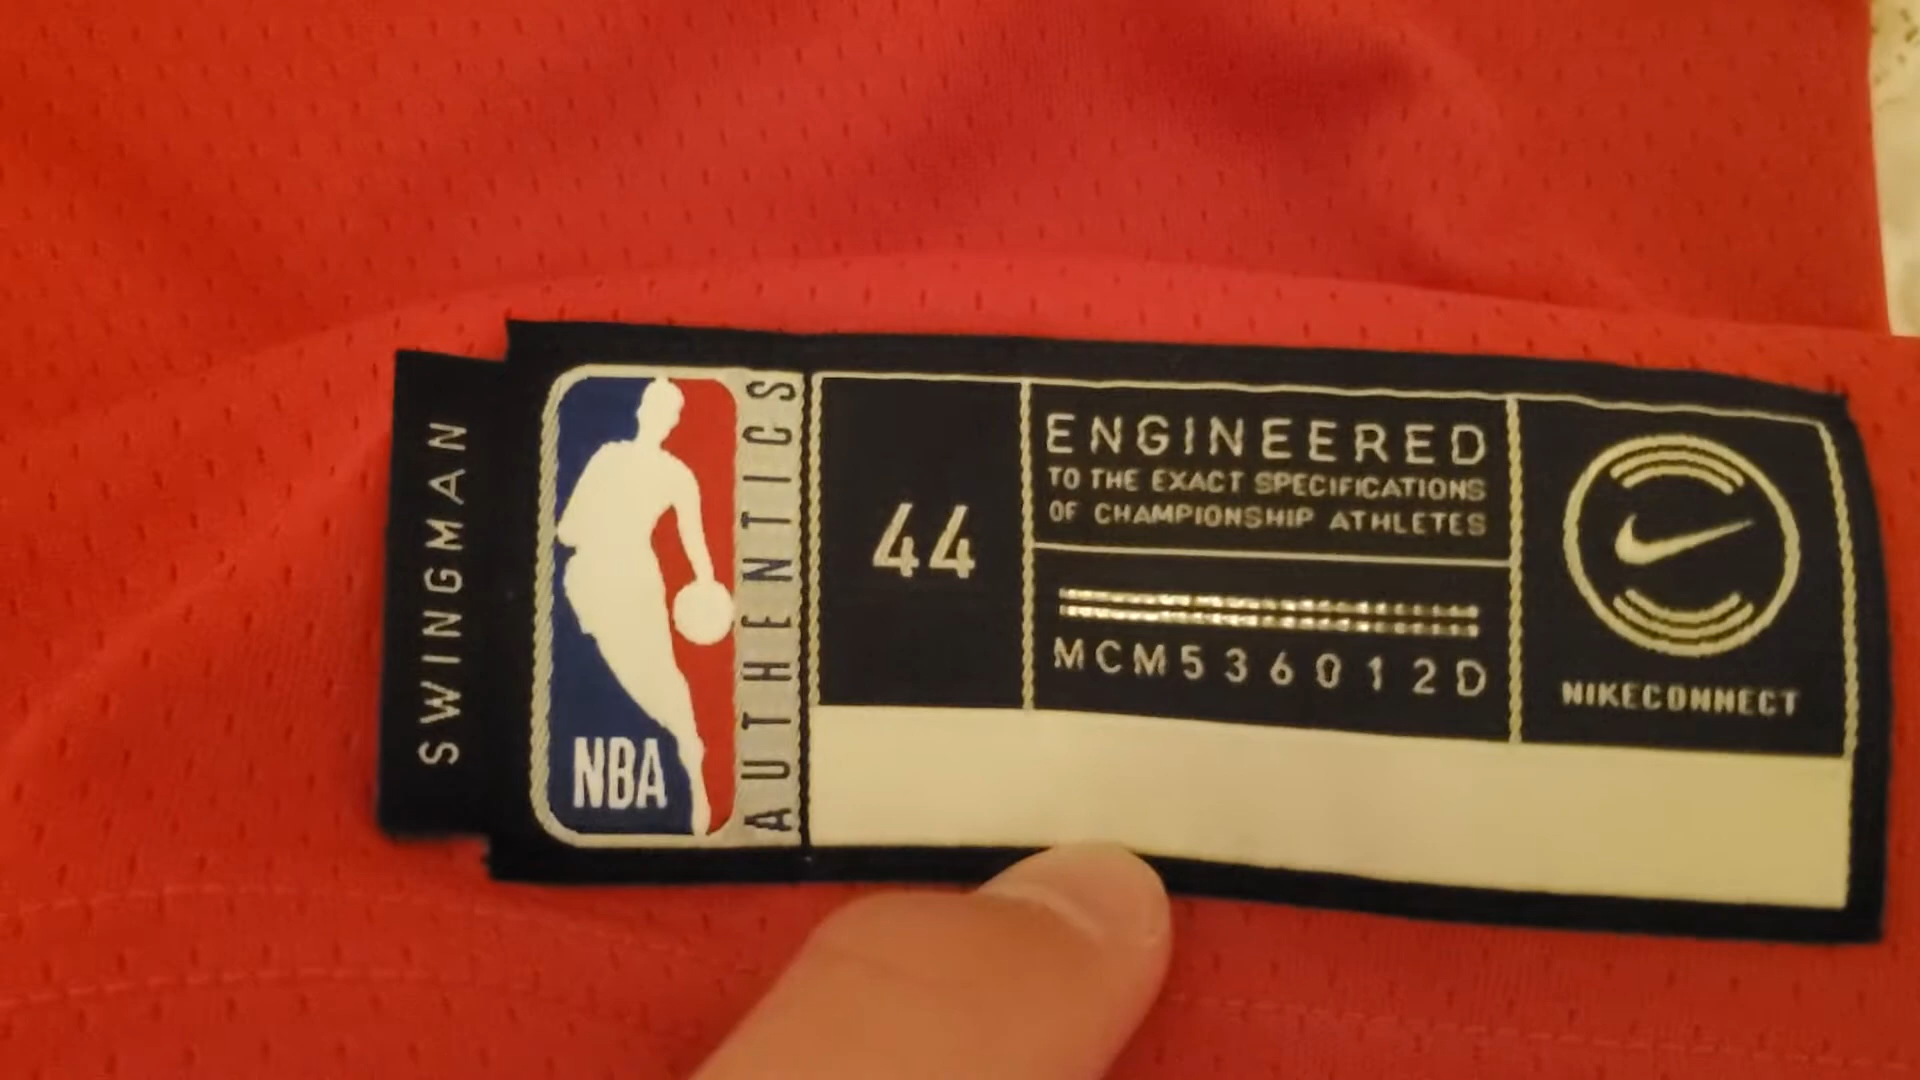 SWINGMAN
NBA
AUTHENTICS
44
ENGINEERED
TO THE EXACT SPECIFICATIONS
OF CHAMPIONSHIP ATHLETES
MCM536012D
NIKECONNECT